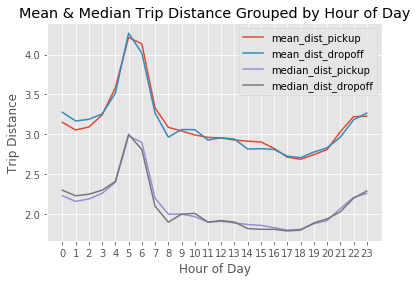 Mean & Median Trip Distance Grouped by Hour of Day
mean_dist_pickup
mean_dist_dropoff
median_dist_pickup
median_dist_dropoff
4.0
3.5
3.0
2.5
2.0
Trip Distance
0 1 2 3 4 5 6 7 8 9 10 11 12 13 14 15 16 17 18 19 20 21 22 23
Hour of Day